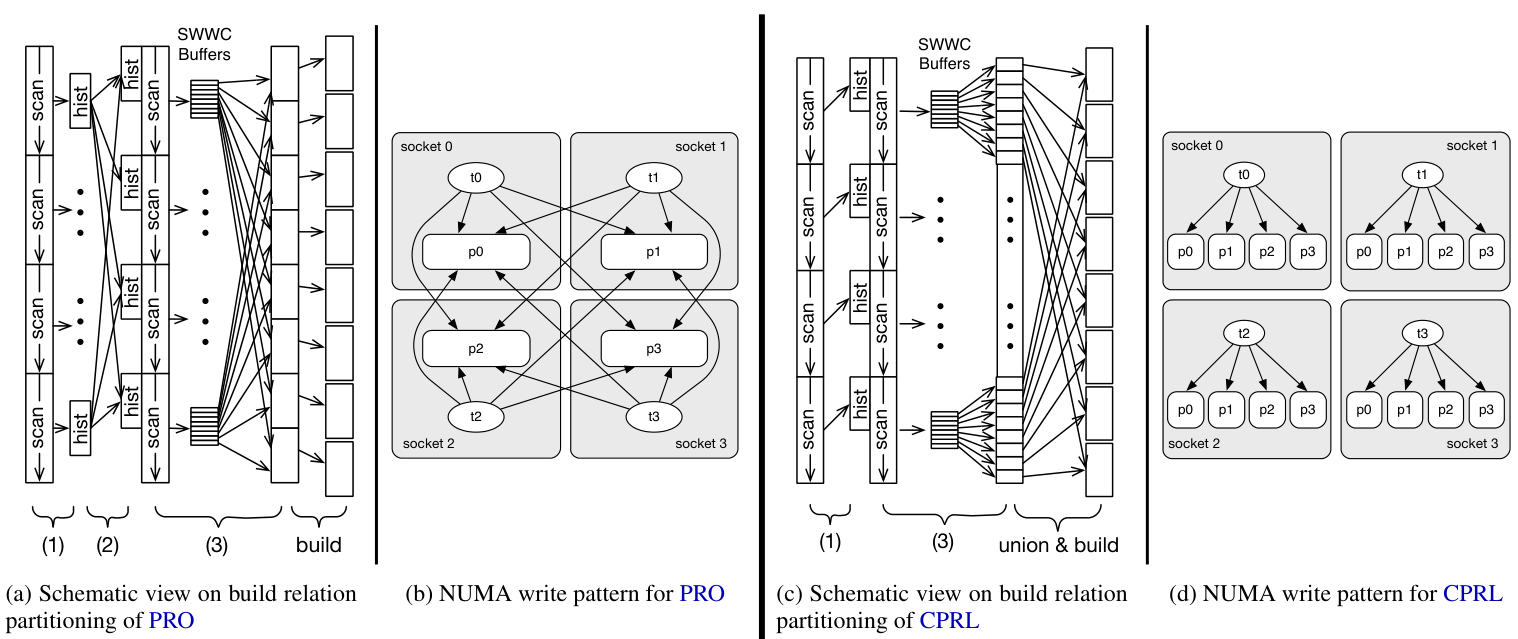 SWWC
Buffers
scan
scan
scan
scan
hist
hist
hist
hist
hist
hist
scan
scan
scan
scan
(1)
(2)
(3)
build
socket 0
socket 1
t0
t1
p0
p1
p2
p3
t2
t3
socket 2
socket 3
SWWC
Buffers
scan
scan
scan
scan
hist
hist
hist
hist
scan
scan
scan
scan
(1)
(3)
union & build
socket 0
socket 1
t0
t1
p0 p1 p2 p3
p0 p1 p2 p3
t2
t3
p0 p1 p2 p3
p0 p1 p2 p3
socket 2
socket 3
(a) Schematic view on build relation
partitioning of PRO
(b) NUMA write pattern for PRO
(c) Schematic view on build relation
partitioning of CPRL
(d) NUMA write pattern for CPRL